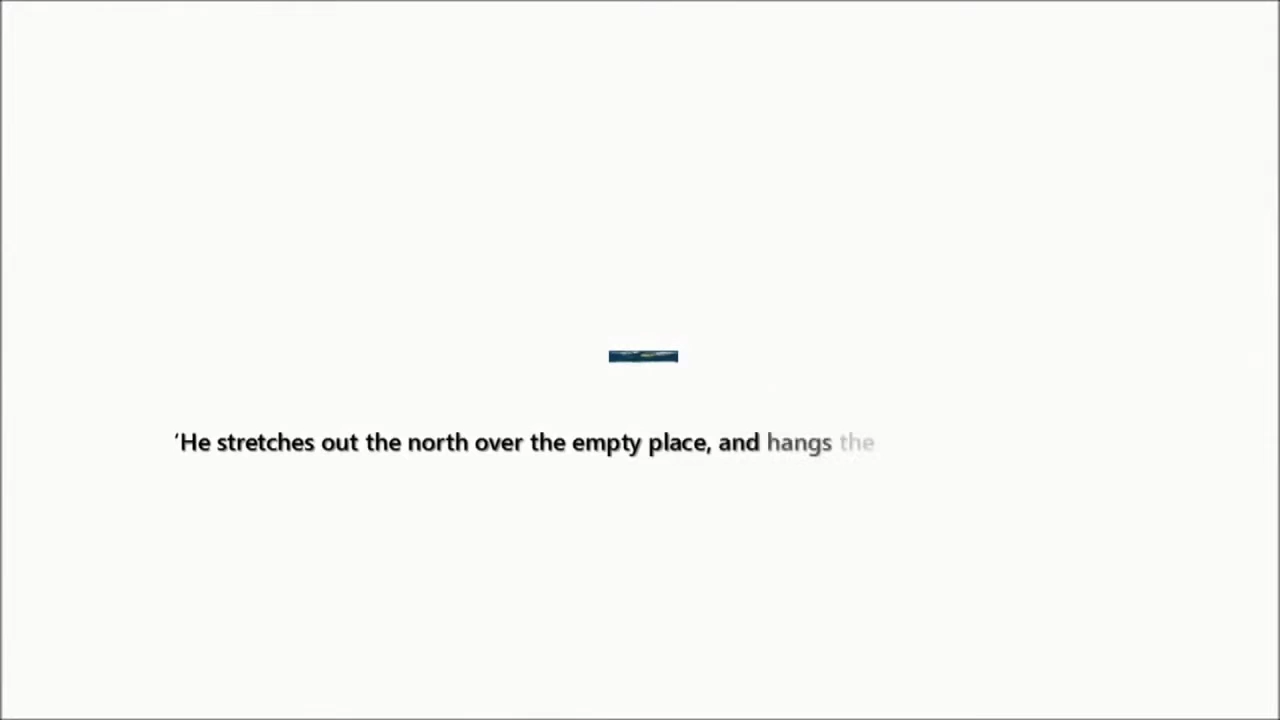 ‘He stretches out the north over the empty place, and hangs the